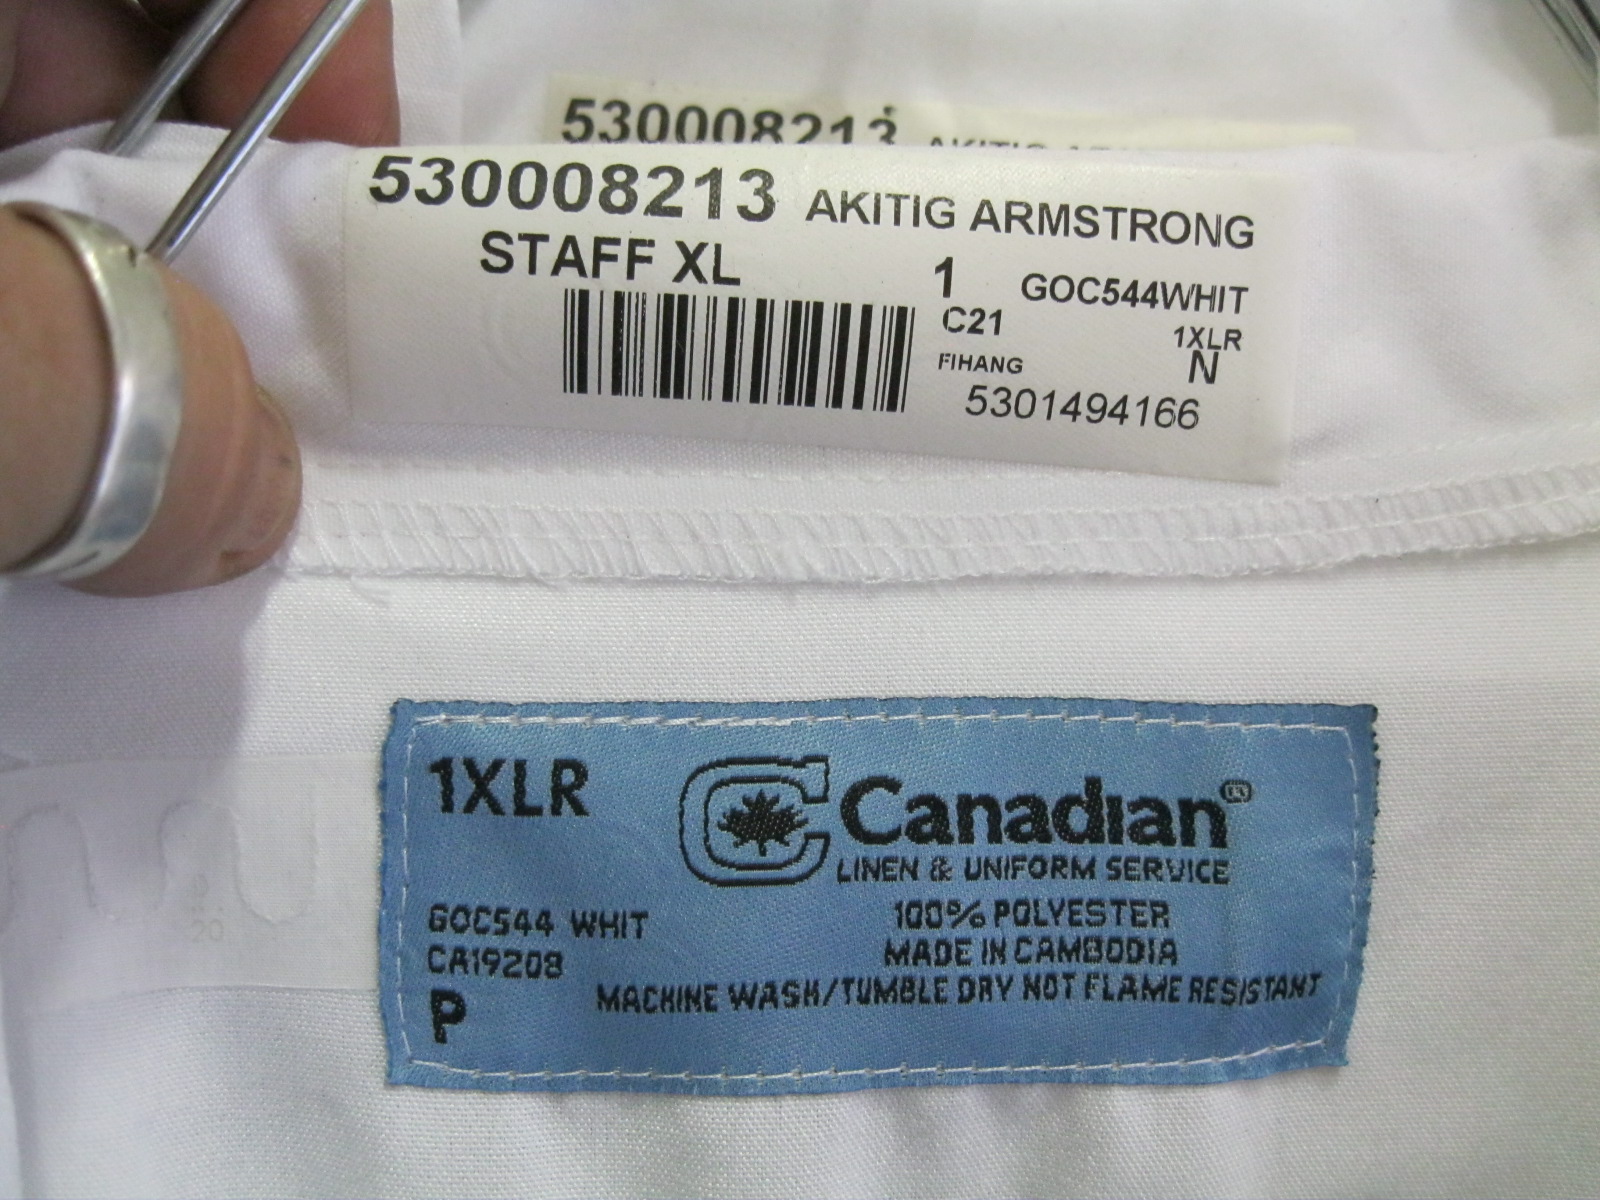 530008213
530008213 AKITIG ARMSTRONG
STAFF XL
1 GOC544WHIT
C21 1XLR
FIHANG N
5301494166
1XLR
C Canadian®
LINEN & UNIFORM SERVICE
GOC544 WHIT
CA19208
P
100% POLYESTER
MADE IN CAMBODIA
MACHINE WASH/TUMBLE DRY NOT FLAME RESISTANT